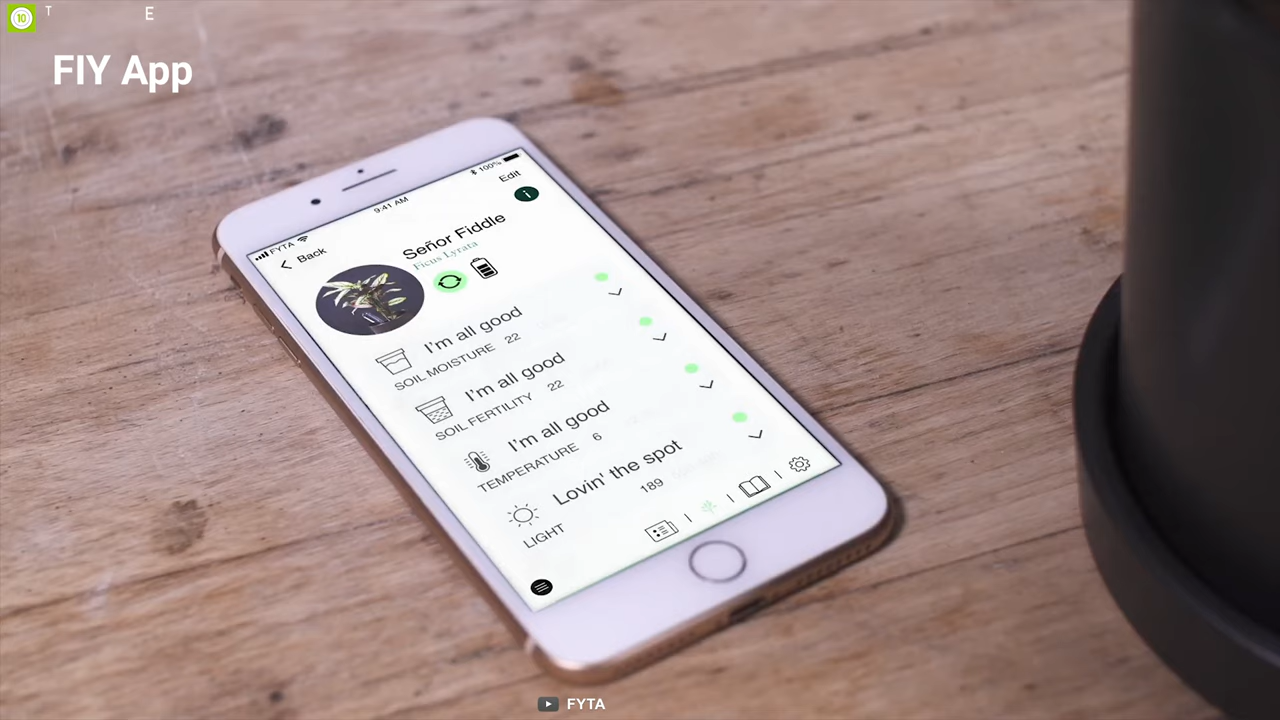 10
T E
FIY App
100%
9:41 AM
Edit
FYTA
Back
Señor Fiddle
Ficus Lyrata
I'm all good
SOIL MOISTURE 22
I'm all good
SOIL FERTILITY 22
I'm all good
TEMPERATURE 6
Lovin' the spot
LIGHT 189
FYTA